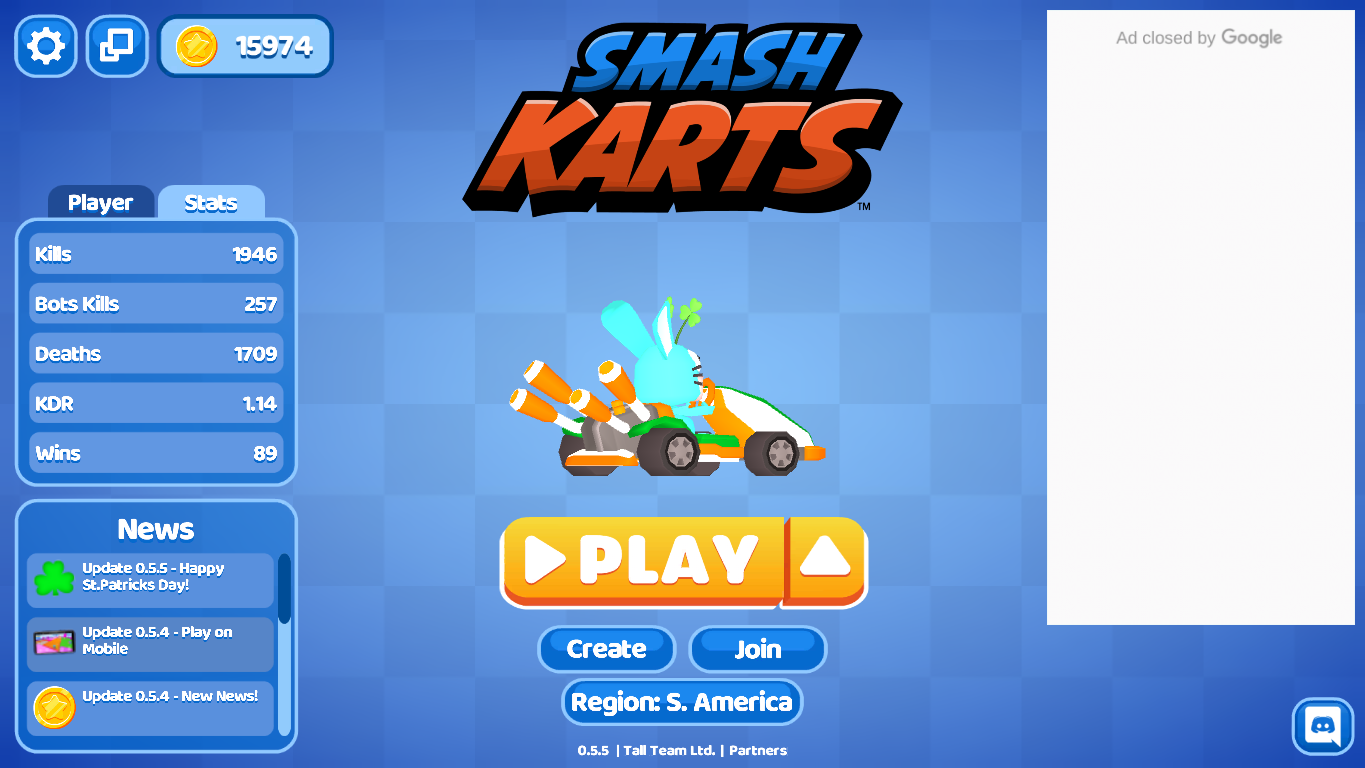 15974
SMASH
KARTS
TM
Ad closed by Google
Player
Stats
Kills 1946
Bots Kills 257
Deaths 1709
KDR 1.14
Wins 89
News
Update 0.5.5 - Happy
St.Patricks Day!
Update 0.5.4 - Play on
Mobile
Update 0.5.4 - New News!
PLAY
Create
Join
Region: S. America
0.5.5 | Tall Team Ltd. | Partners